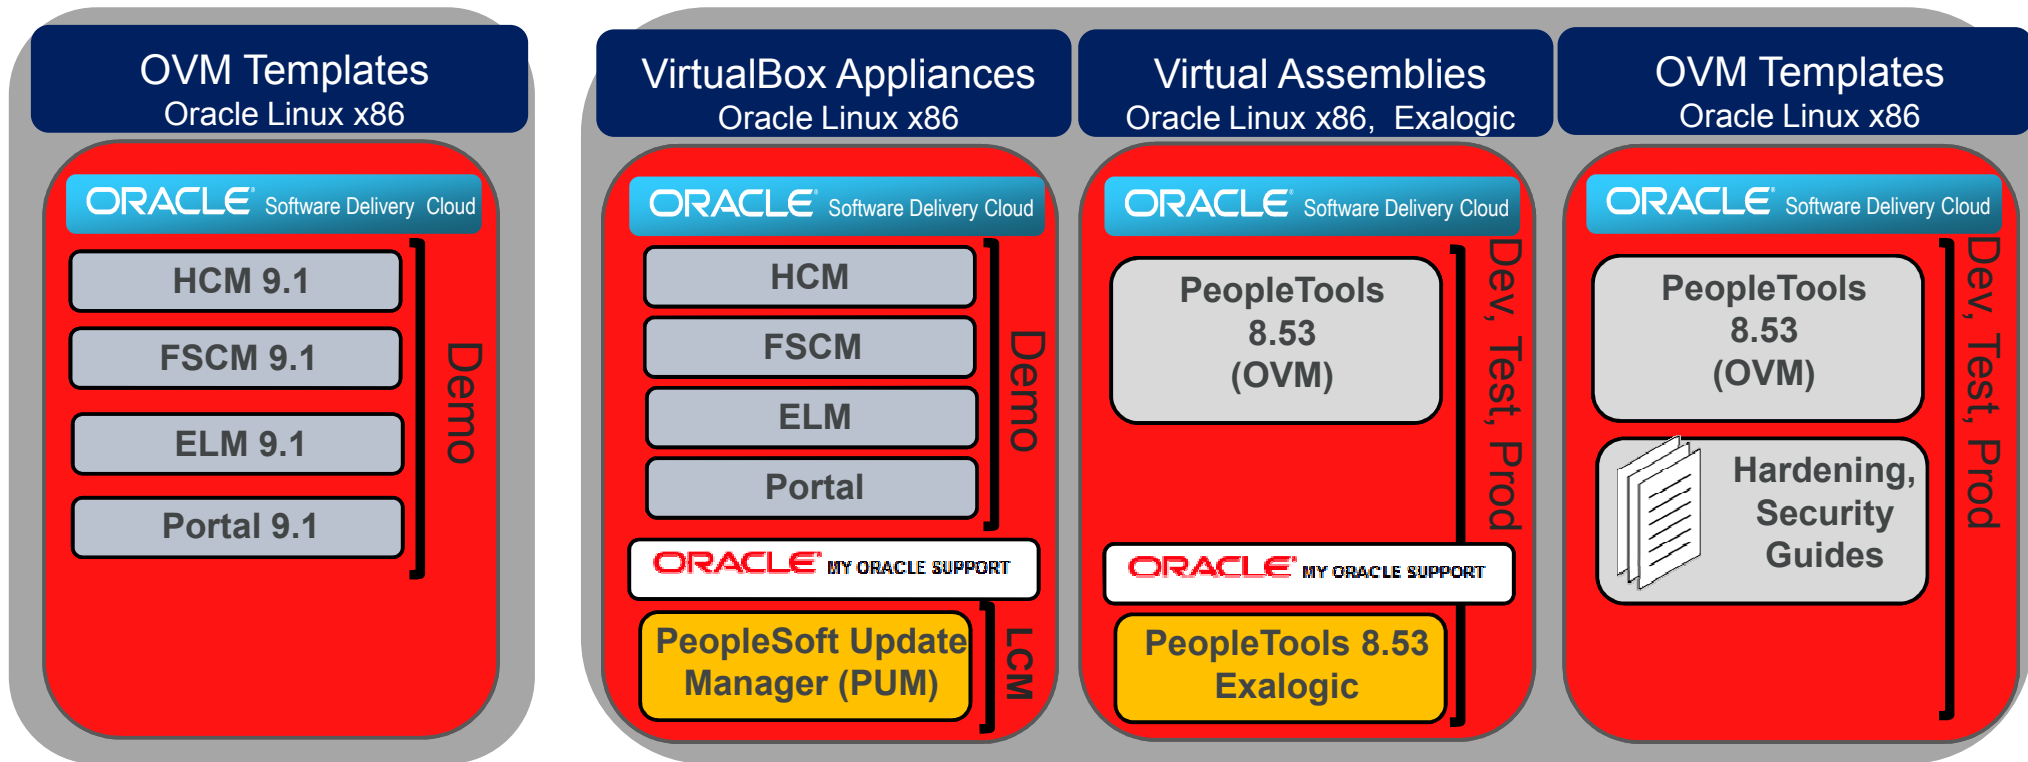 OVM Templates
Oracle Linux x86
ORACLE® Software Delivery Cloud
HCM 9.1
FSCM 9.1
ELM 9.1
Portal 9.1
Demo
VirtualBox Appliances
Oracle Linux x86
ORACLE® Software Delivery Cloud
HCM
FSCM
ELM
Portal
Demo
ORACLE® MY ORACLE SUPPORT
PeopleSoft Update
Manager (PUM)
LCM
Virtual Assemblies
Oracle Linux x86, Exalogic
ORACLE® Software Delivery Cloud
PeopleTools
8.53
(OVM)
Dev, Test, Prod
ORACLE® MY ORACLE SUPPORT
PeopleTools 8.53
Exalogic
OVM Templates
Oracle Linux x86
ORACLE® Software Delivery Cloud
PeopleTools
8.53
(OVM)
Hardening,
Security
Guides
Dev, Test, Prod